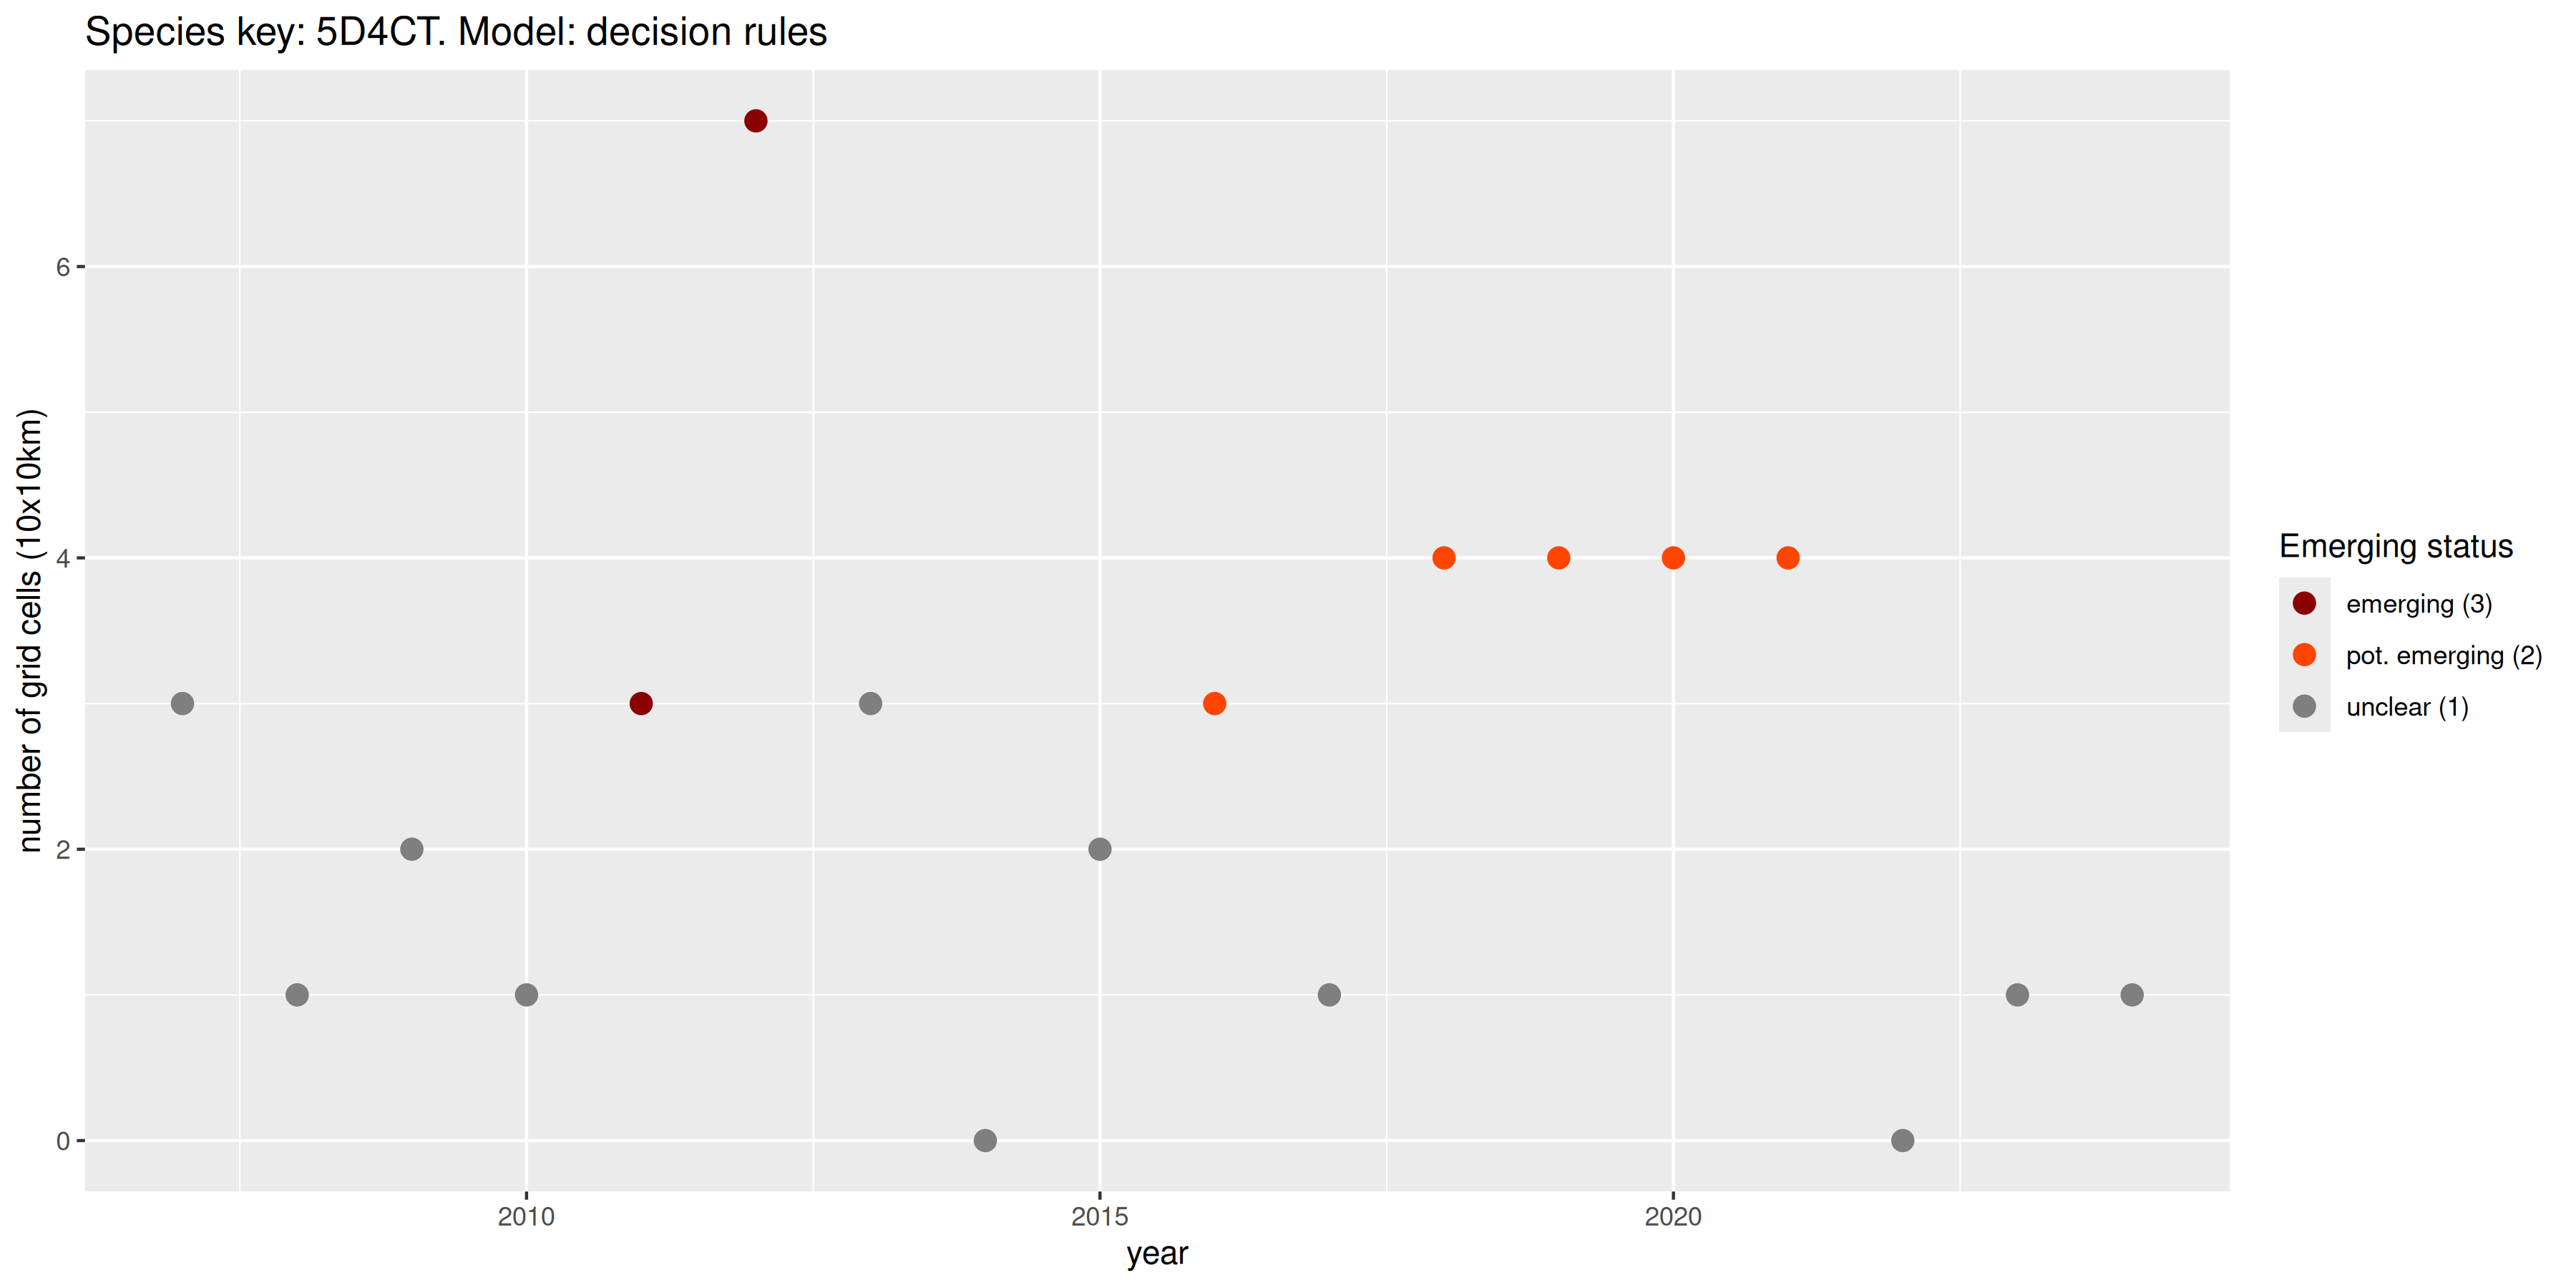 Species key: 5D4CT. Model: decision rules
number of grid cells (10x10km)
6
4
2
0
2010
2015
2020
year
Emerging status
emerging (3)
pot. emerging (2)
unclear (1)